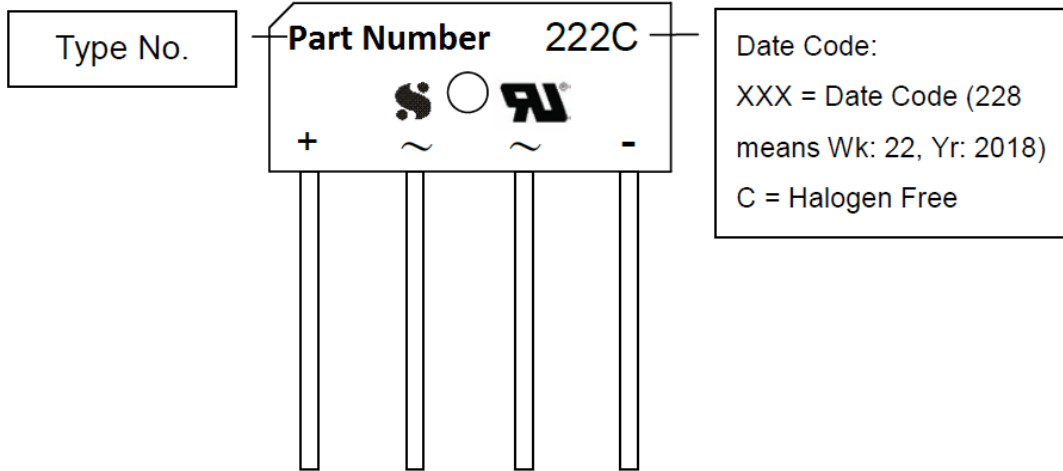 Type No.
Part Number 222C
+ ~ ~ -
Date Code:
XXX = Date Code (228
means Wk: 22, Yr: 2018)
C = Halogen Free